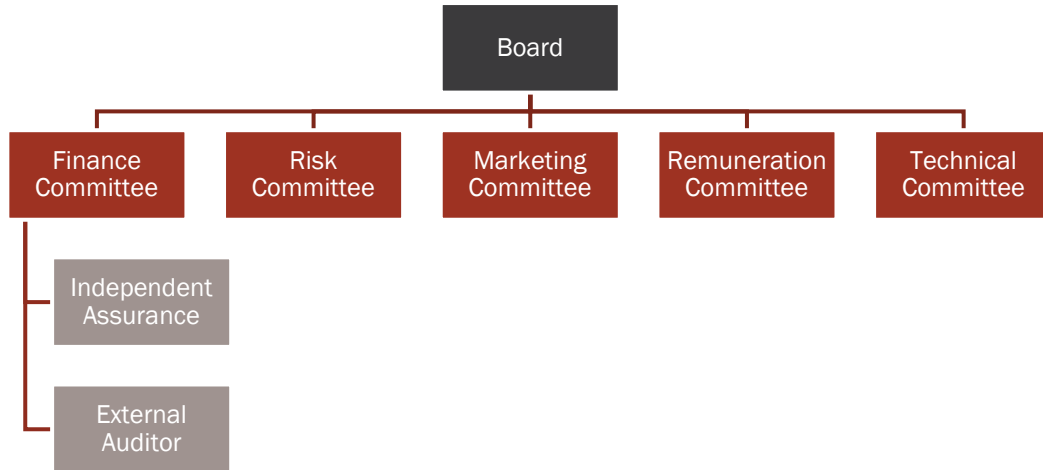 Board
Finance
Committee
Risk
Committee
Marketing
Committee
Remuneration
Committee
Technical
Committee
Independent
Assurance
External
Auditor